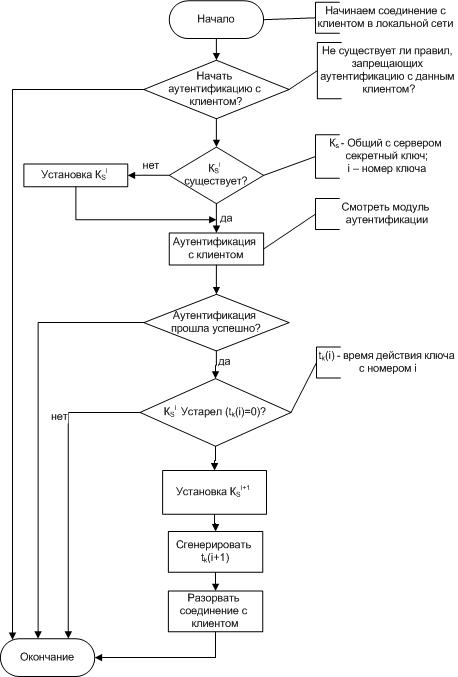 Начало
Начинаем соединение с
клиентом в локальной сети
Не существует ли правил,
запрещающих
аутентификацию с данным
клиентом?
Начать
аутентификацию с
клиентом?
Ks - Общий с сервером
секретный ключ;
i – номер ключа
нет
KSi
существует?
Установка KSi
да
Смотреть модуль
аутентификации
Аутентификация
с клиентом
Аутентификация
прошла успешно?
да
tk(i) - время действия ключа
с номером i
нет
KSi Устарел (tk(i)=0)?
Установка KSi+1
Сгенерировать
tk(i+1)
Разорвать
соединение с
клиентом
Окончание